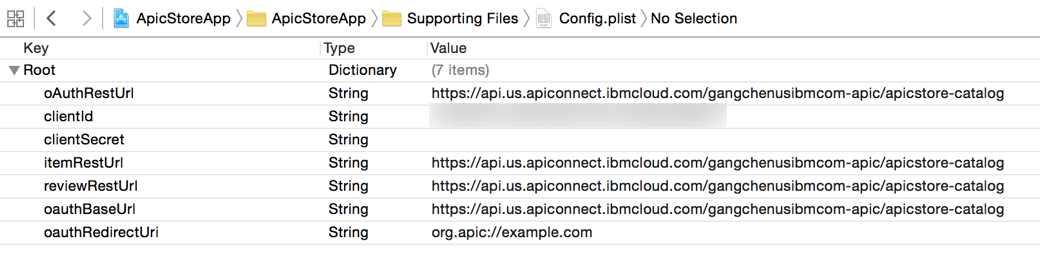 ApicStoreApp ApicStoreApp Supporting Files Config.plist No Selection
Key Type Value
Root Dictionary (7 items)
oAuthRestUrl String https://api.us.apiconnect.ibmcloud.com/gangchenusibmcom-apic/apicstore-catalog
clientId String
clientSecret String
itemRestUrl String https://api.us.apiconnect.ibmcloud.com/gangchenusibmcom-apic/apicstore-catalog
reviewRestUrl String https://api.us.apiconnect.ibmcloud.com/gangchenusibmcom-apic/apicstore-catalog
oauthBaseUrl String https://api.us.apiconnect.ibmcloud.com/gangchenusibmcom-apic/apicstore-catalog
oauthRedirectUri String org.apic://example.com